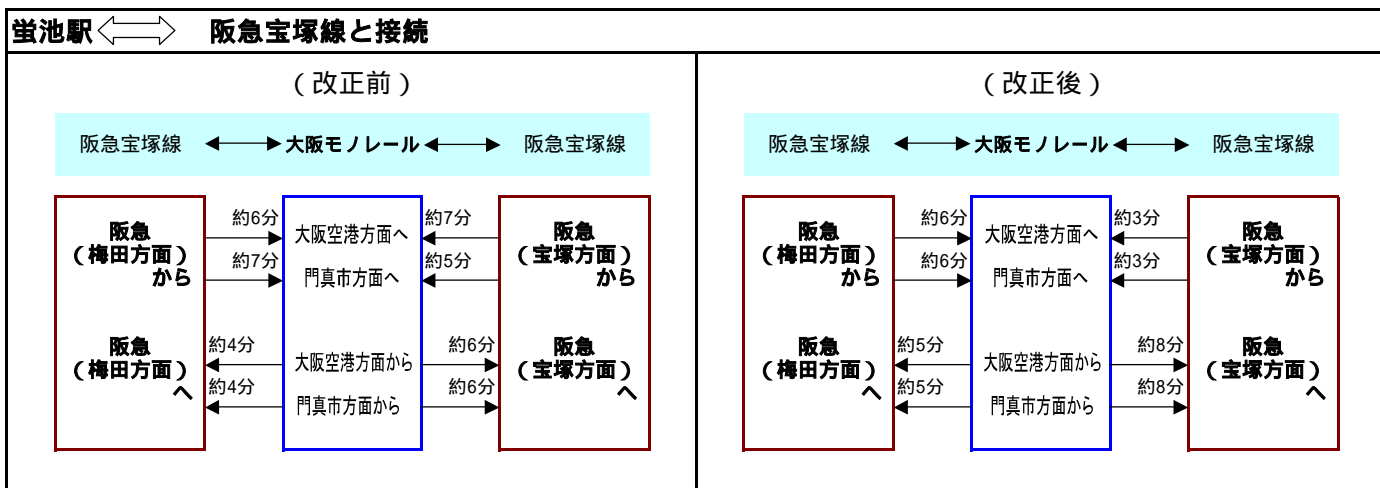 蛍池駅 阪急宝塚線と接続
（改正前）
阪急宝塚線 大阪モノレール 阪急宝塚線
阪急
（梅田方面）
から
約6分
約7分
大阪空港方面へ
門真市方面へ
約7分
約5分
阪急
（宝塚方面）
から
阪急
（梅田方面）
へ
約4分
約4分
大阪空港方面から
門真市方面から
約6分
約6分
阪急
（宝塚方面）
へ
（改正後）
阪急宝塚線 大阪モノレール 阪急宝塚線
阪急
（梅田方面）
から
約6分
約6分
大阪空港方面へ
門真市方面へ
約3分
約3分
阪急
（宝塚方面）
から
阪急
（梅田方面）
へ
約5分
約5分
大阪空港方面から
門真市方面から
約8分
約8分
阪急
（宝塚方面）
へ